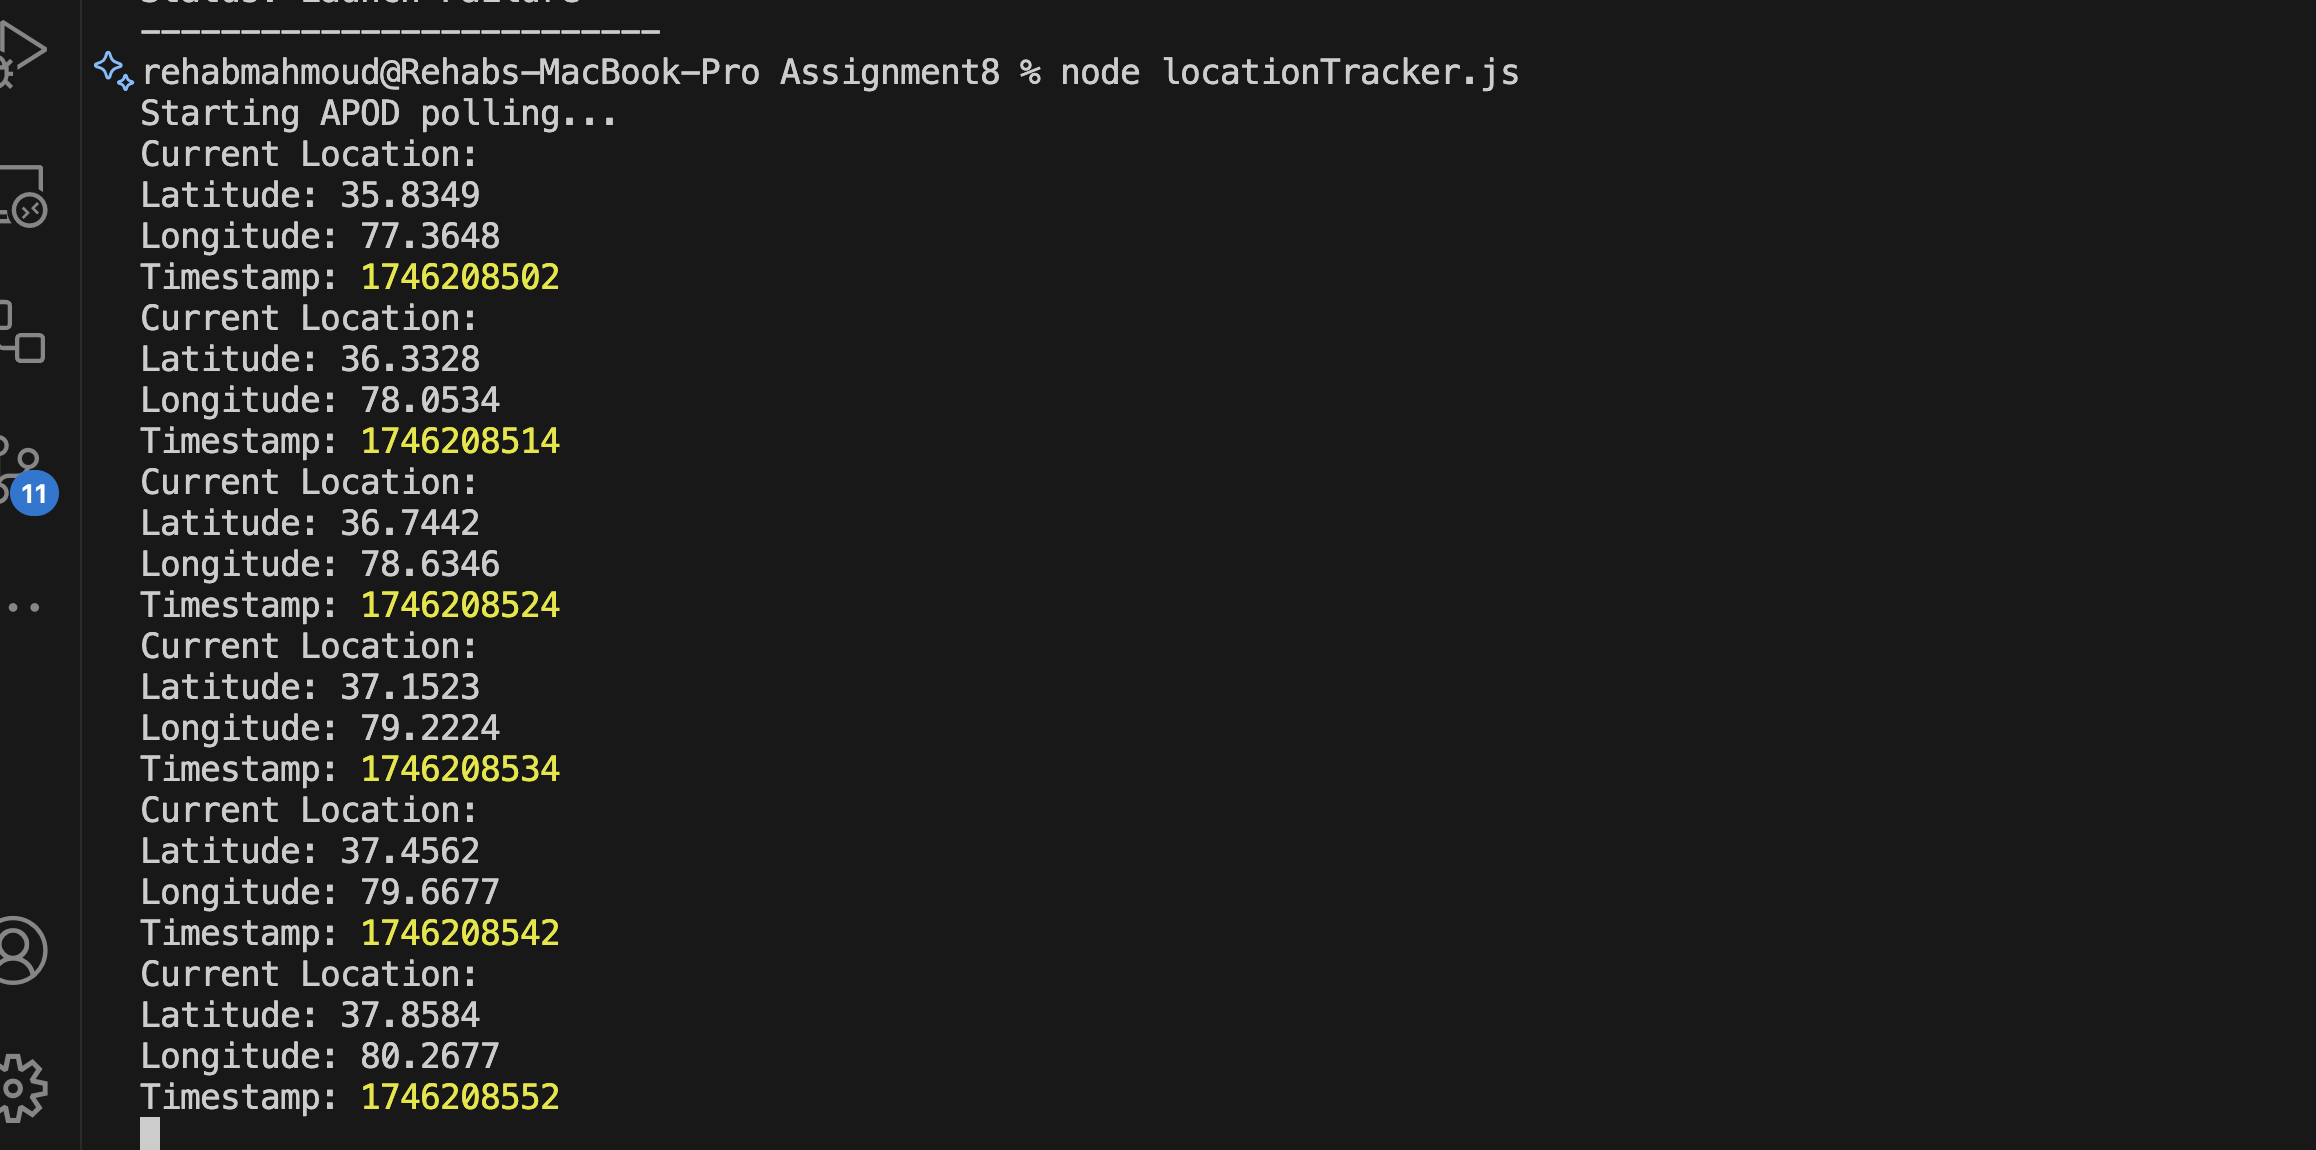 Status: Launch Failure
--------------------------
rehabmahmoud@Rehabs-MacBook-Pro Assignment8 % node locationTracker.js
Starting APOD polling...
Current Location:
Latitude: 35.8349
Longitude: 77.3648
Timestamp: 1746208502
Current Location:
Latitude: 36.3328
Longitude: 78.0534
Timestamp: 1746208514
Current Location:
Latitude: 36.7442
Longitude: 78.6346
Timestamp: 1746208524
Current Location:
Latitude: 37.1523
Longitude: 79.2224
Timestamp: 1746208534
Current Location:
Latitude: 37.4562
Longitude: 79.6677
Timestamp: 1746208542
Current Location:
Latitude: 37.8584
Longitude: 80.2677
Timestamp: 1746208552
11